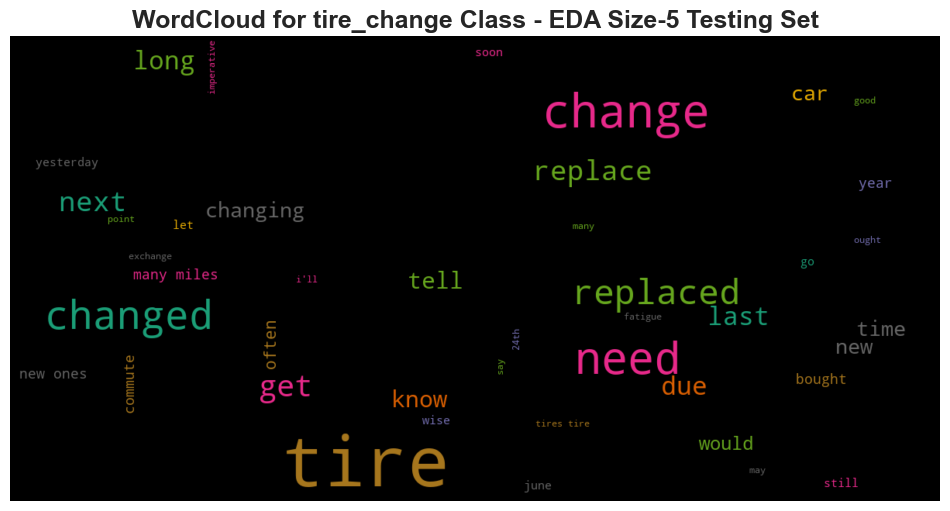 WordCloud for tire_change Class - EDA Size-5 Testing Set
long
imperative
soon
change
car
good
yesterday
replace
year
next
changing
point
let
many
ought
exchange
many miles
i'll
tell
go
replaced
changed
last
fatigue
time
often
24th
new
need
say
new ones
commute
get
due
bought
know
wise
tires tire
tire
would
may
june
still